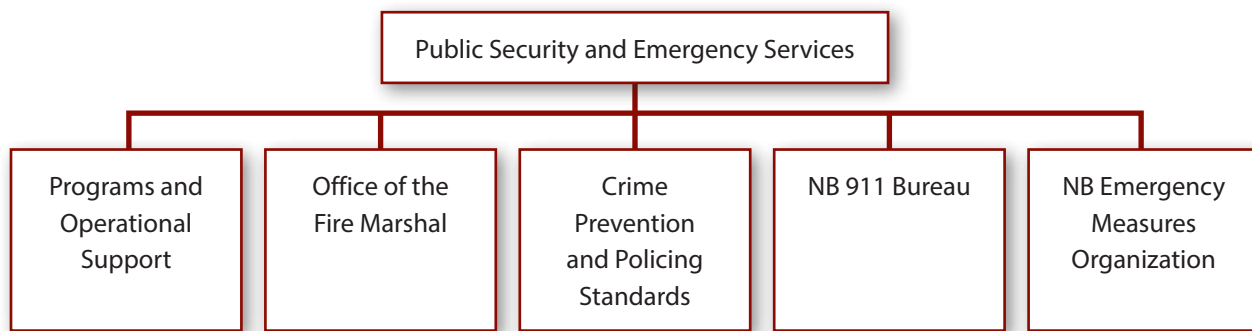 Public Security and Emergency Services
Programs and
Operational
Support
Office of the
Fire Marshal
Crime
Prevention
and Policing
Standards
NB 911 Bureau
NB Emergency
Measures
Organization